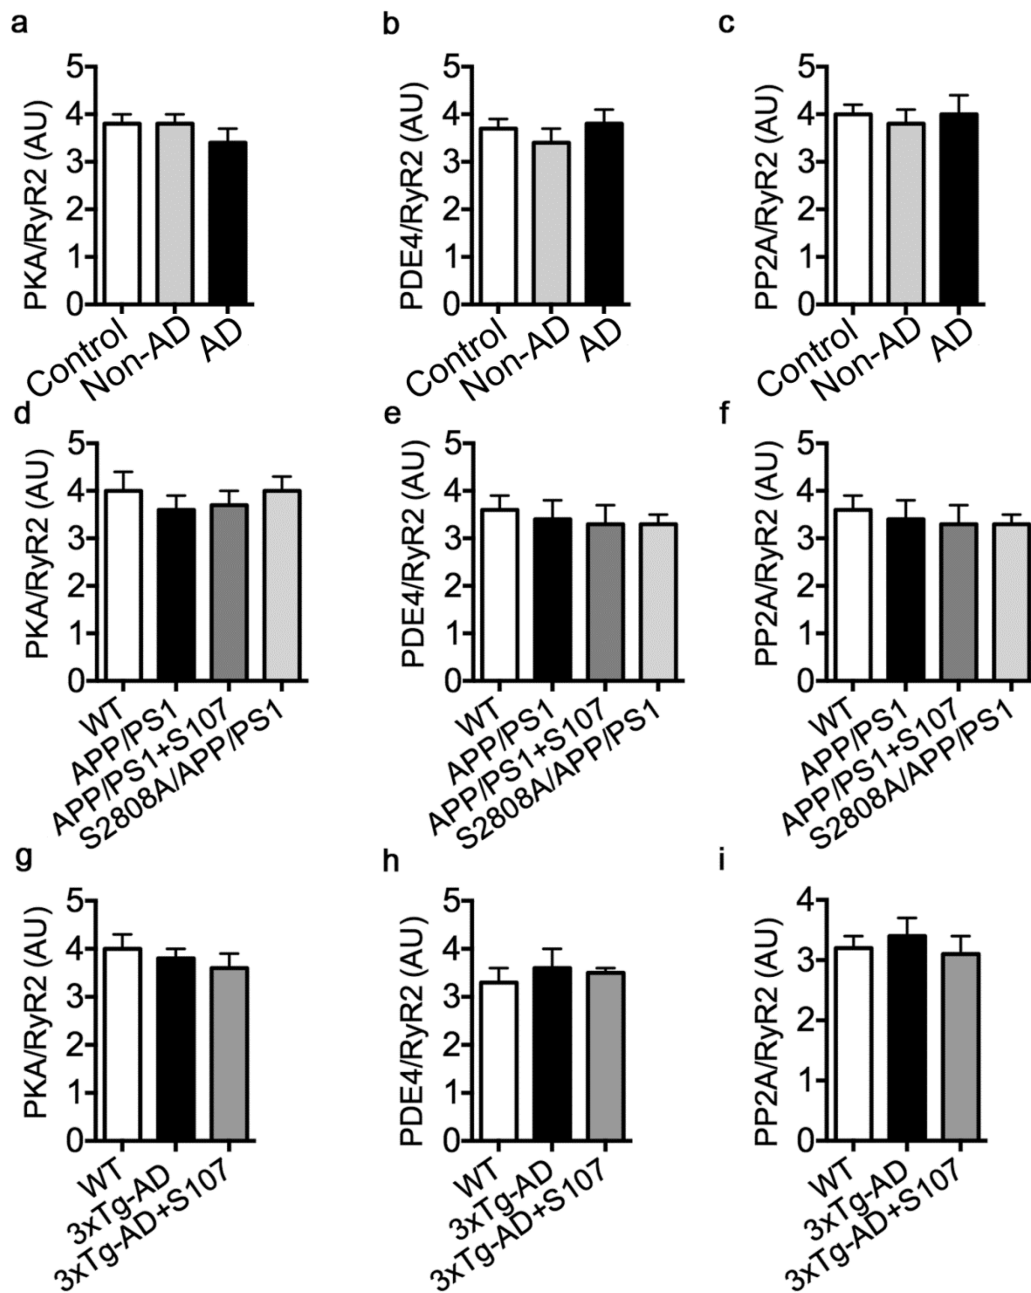 a
PKA/RyR2 (AU)
5
4
3
2
1
0
Control
Non-AD
AD
b
PDE4/RyR2 (AU)
5
4
3
2
1
0
Control
Non-AD
AD
c
PP2A/RyR2 (AU)
5
4
3
2
1
0
Control
Non-AD
AD
d
PKA/RyR2 (AU)
5
4
3
2
1
0
WT
APP/PS1
APP/PS1+S107
S2808A/APP/PS1
e
PDE4/RyR2 (AU)
5
4
3
2
1
0
WT
APP/PS1
APP/PS1+S107
S2808A/APP/PS1
f
PP2A/RyR2 (AU)
5
4
3
2
1
0
WT
APP/PS1
APP/PS1+S107
S2808A/APP/PS1
g
PKA/RyR2 (AU)
5
4
3
2
1
0
WT
3xTg-AD
3xTg-AD+S107
h
PDE4/RyR2 (AU)
5
4
3
2
1
0
WT
3xTg-AD
3xTg-AD+S107
i
PP2A/RyR2 (AU)
4
3
2
1
0
WT
3xTg-AD
3xTg-AD+S107